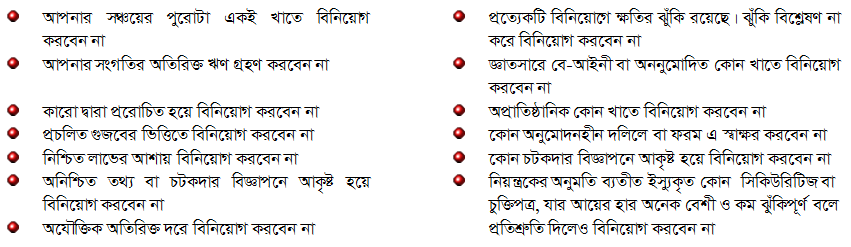 আপনার সঞ্চয়ের পুরোটা একই খাতে বিনিয়োগ
করবেন না
আপনার সংগতির অতিরিক্ত ঋণ গ্রহণ করবেন না
কারো দ্বারা প্ররোচিত হয়ে বিনিয়োগ করবেন না
প্রচলিত গুজবের ভিত্তিতে বিনিয়োগ করবেন না
নিশ্চিত লাভের আশায় বিনিয়োগ করবেন না
অনিশ্চিত তথ্য বা চটকদার বিজ্ঞাপনে আকৃষ্ট হয়ে
বিনিয়োগ করবেন না
অযৌক্তিক অতিরিক্ত দরে বিনিয়োগ করবেন না
প্রত্যেকটি বিনিয়োগে ক্ষতির ঝুঁকি রয়েছে। ঝুঁকি বিশ্লেষণ না
করে বিনিয়োগ করবেন না
জ্ঞাতসারে বে-আইনী বা অননুমোদিত কোন খাতে বিনিয়োগ
করবেন না
অপ্রাতিষ্ঠানিক কোন খাতে বিনিয়োগ করবেন না
কোন অনুমোদনহীন দলিলে বা ফরম এ স্বাক্ষর করবেন না
কোন চটকদার বিজ্ঞাপনে আকৃষ্ট হয়ে বিনিয়োগ করবেন না
নিয়ন্ত্রকের অনুমতি ব্যতীত ইস্যুকৃত কোন সিকিউরিটিজ বা
চুক্তিপত্র, যার আয়ের হার অনেক বেশী ও কম ঝুঁকিপূর্ণ বলে
প্রতিশ্রুতি দিলেও বিনিয়োগ করবেন না